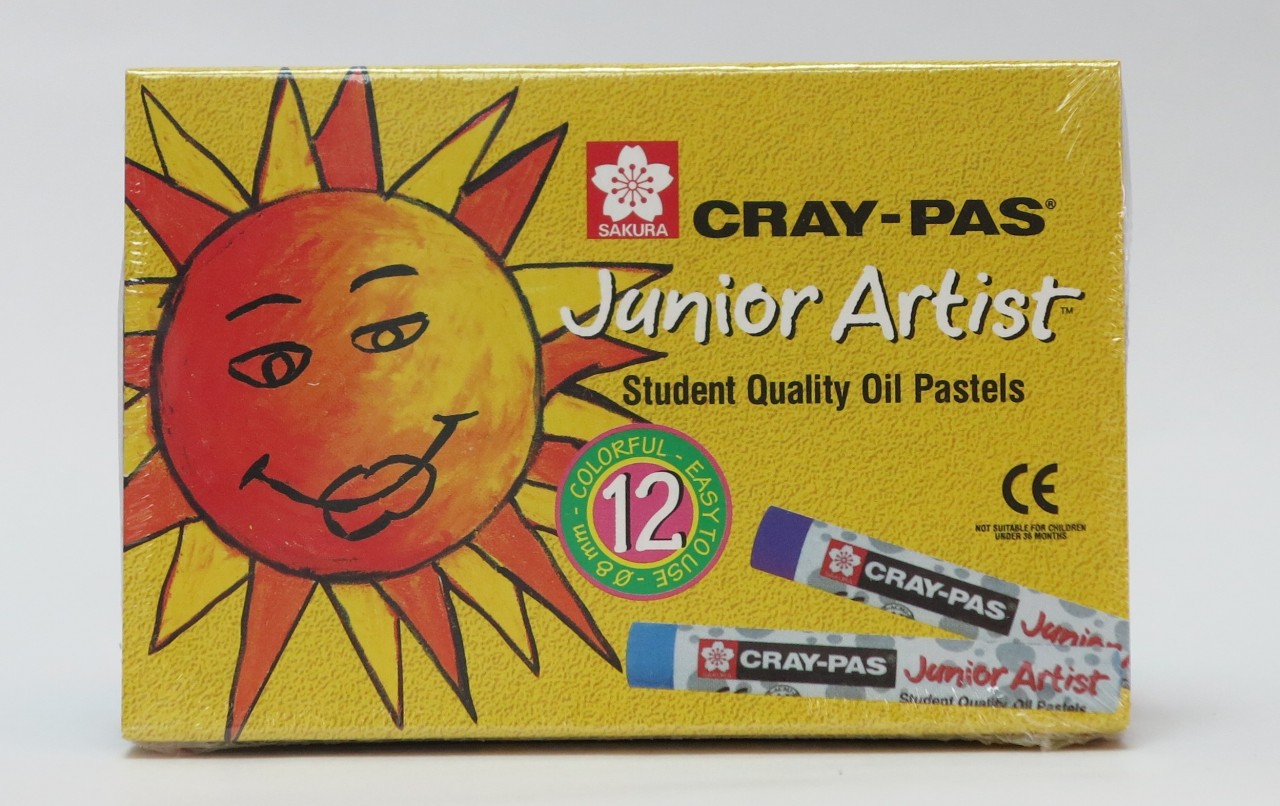 SAKURA
CRAY-PAS®
Junior Artist™
Student Quality Oil Pastels
COLORFUL - EASY TO USE - Ø 8 mm -
12
CE
NOT SUITABLE FOR CHILDREN
UNDER 36 MONTHS
CRAY-PAS
Junior
CRAY-PAS
Junior Artist
Student Quality Oil Pastels